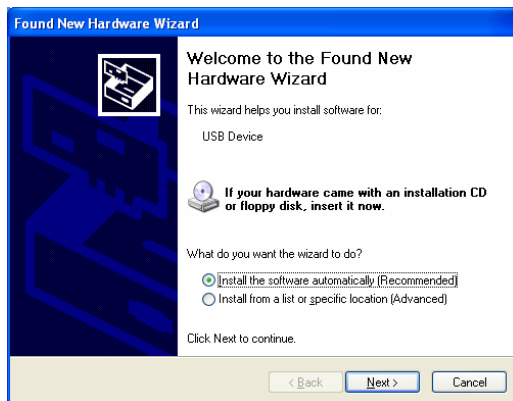 Found New Hardware Wizard
Welcome to the Found New
Hardware Wizard
This wizard helps you install software for:
USB Device
If your hardware came with an installation CD
or floppy disk, insert it now.
What do you want the wizard to do?
Install the software automatically (Recommended)
Install from a list or specific location (Advanced)
Click Next to continue.
< Back Next > Cancel